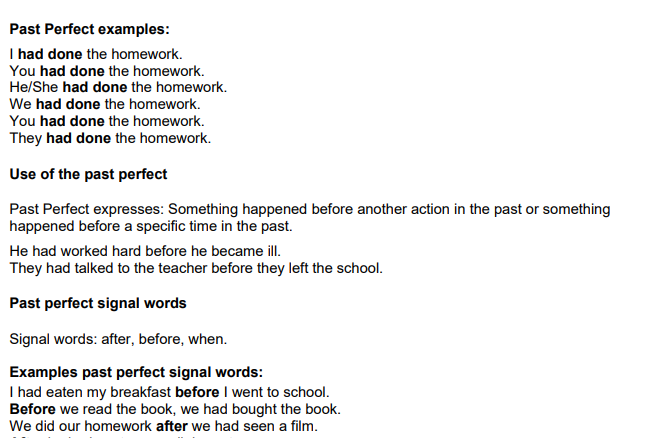 Past Perfect examples:
I had done the homework.
You had done the homework.
He/She had done the homework.
We had done the homework.
You had done the homework.
They had done the homework.
Use of the past perfect
Past Perfect expresses: Something happened before another action in the past or something
happened before a specific time in the past.
He had worked hard before he became ill.
They had talked to the teacher before they left the school.
Past perfect signal words
Signal words: after, before, when.
Examples past perfect signal words:
I had eaten my breakfast before I went to school.
Before we read the book, we had bought the book.
We did our homework after we had seen a film.